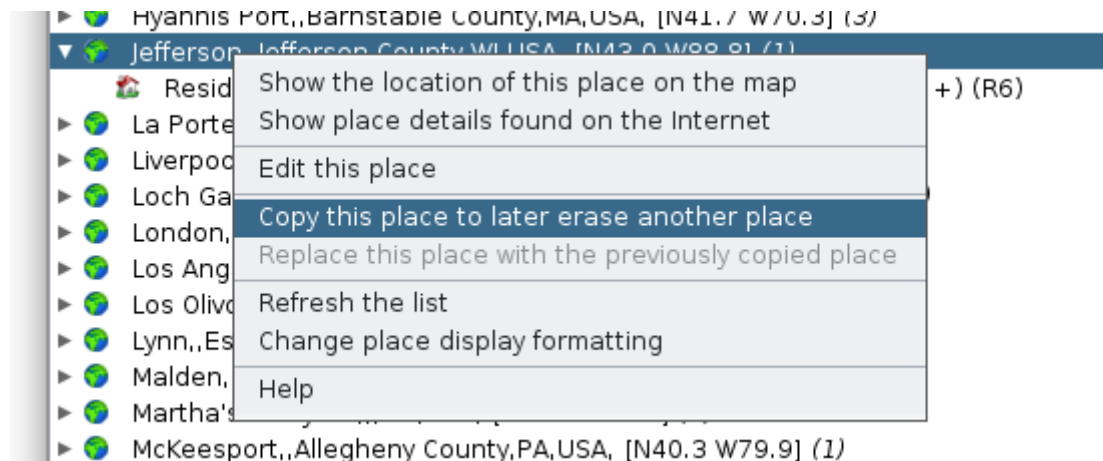 Hyannis Port,,Barnstable County,MA,USA, [N41.7 W70.3] (3)
Jefferson, Jefferson County,WI,USA, [N43.0 W88.8] (1)
Resid
+) (R6)
La Porte
Liverpoo
Loch Ga
London,
Los Ang
Los Olivo
Lynn,,Es
Malden,
Martha's
McKeesport,,Allegheny County,PA,USA, [N40.3 W79.9] (1)
Show the location of this place on the map
Show place details found on the Internet
Edit this place
Copy this place to later erase another place
Replace this place with the previously copied place
Refresh the list
Change place display formatting
Help